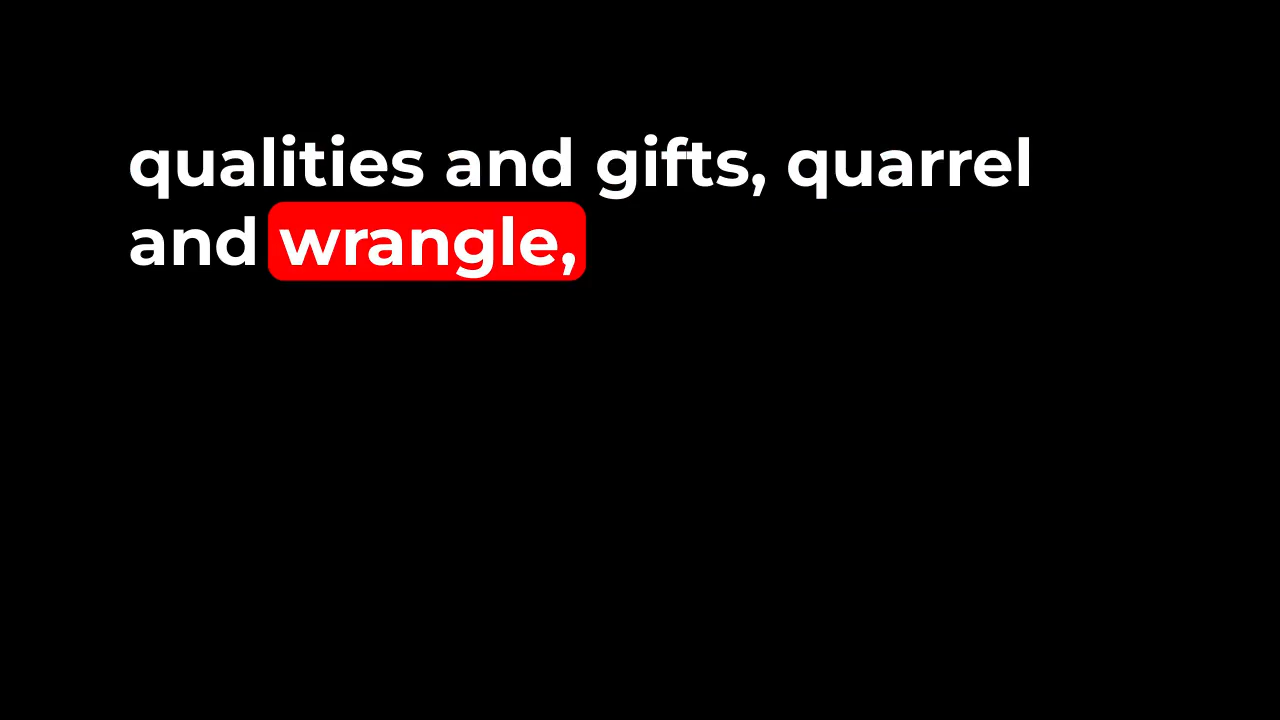 qualities and gifts, quarrel
and wrangle,